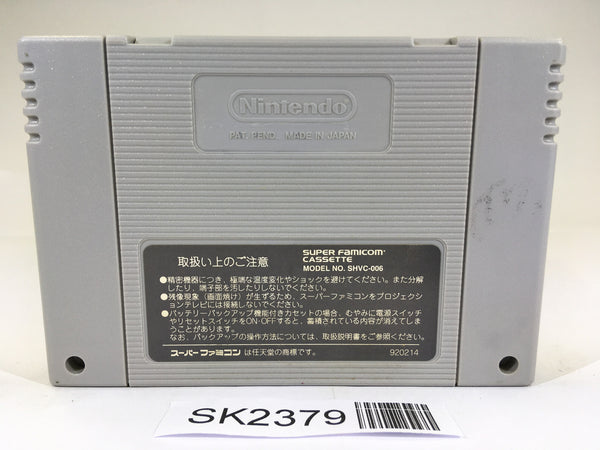 Nintendo
PAT. PEND. MADE IN JAPAN
取扱い上のご注意
SUPER FAMICOM
CASSETTE
MODEL NO. SHVC-006
●精密機器につき、極端な温度変化やショックを避けてください。また分解
したり、端子部を汚したりしないでください。
●残像現象（画面焼け）が生ずるため、スーパーファミコンをプロジェクシ
ョンテレビには接続しないでください。
●バッテリーバックアップ機能付きカセットの場合、むやみに電源スイッチ
やリセットスイッチをON・OFFすると、蓄積されている内容が消えてしま
うことがあります。
なお、バックアップの操作方法については、取扱説明書をご参照ください。
スーパーファミコン は任天堂の商標です。
920214
SK2379